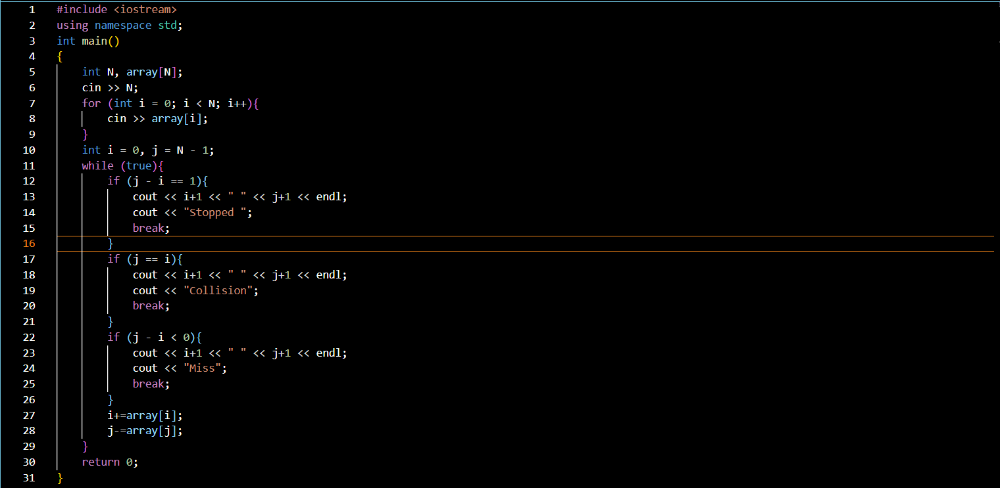 1 #include <iostream>
2 using namespace std;
3 int main()
4 {
5     int N, array[N];
6     cin >> N;
7     for (int i = 0; i < N; i++){
8         cin >> array[i];
9     }
10     int i = 0, j = N - 1;
11     while (true){
12         if (j - i == 1){
13             cout << i+1 << " " << j+1 << endl;
14             cout << "Stopped ";
15             break;
16         }
17         if (j == i){
18             cout << i+1 << " " << j+1 << endl;
19             cout << "Collision";
20             break;
21         }
22         if (j - i < 0){
23             cout << i+1 << " " << j+1 << endl;
24             cout << "Miss";
25             break;
26         }
27         i+=array[i];
28         j-=array[j];
29     }
30     return 0;
31 }